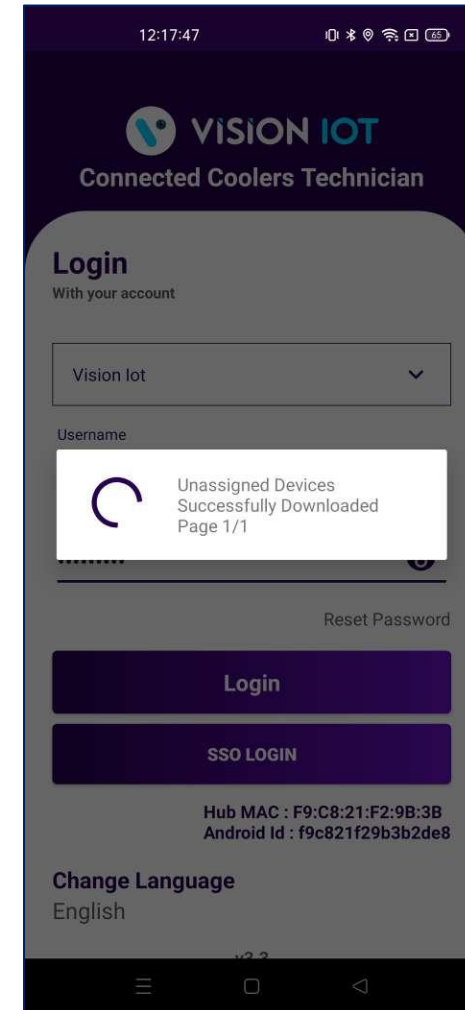 12:17:47
65
VISION IOT
Connected Coolers Technician
Login
With your account
Vision Iot
Username
Unassigned Devices
Successfully Downloaded
Page 1/1
Reset Password
Login
SSO LOGIN
Hub MAC : F9:C8:21:F2:9B:3B
Android Id : f9c821f29b3b2de8
Change Language
English